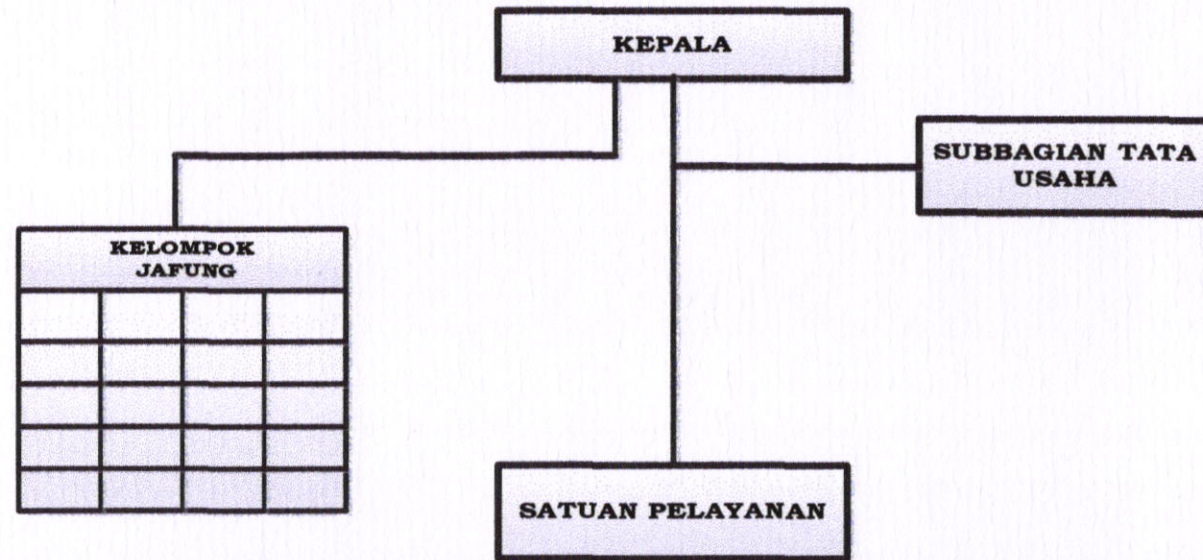 KEPALA
SUBBAGIAN TATA
USAHA
KELOMPOK
JAFUNG
SATUAN PELAYANAN